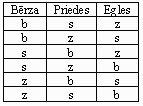 Bērza Priedes Egles
b s z
b z s
s b z
s z b
z b s
z s b